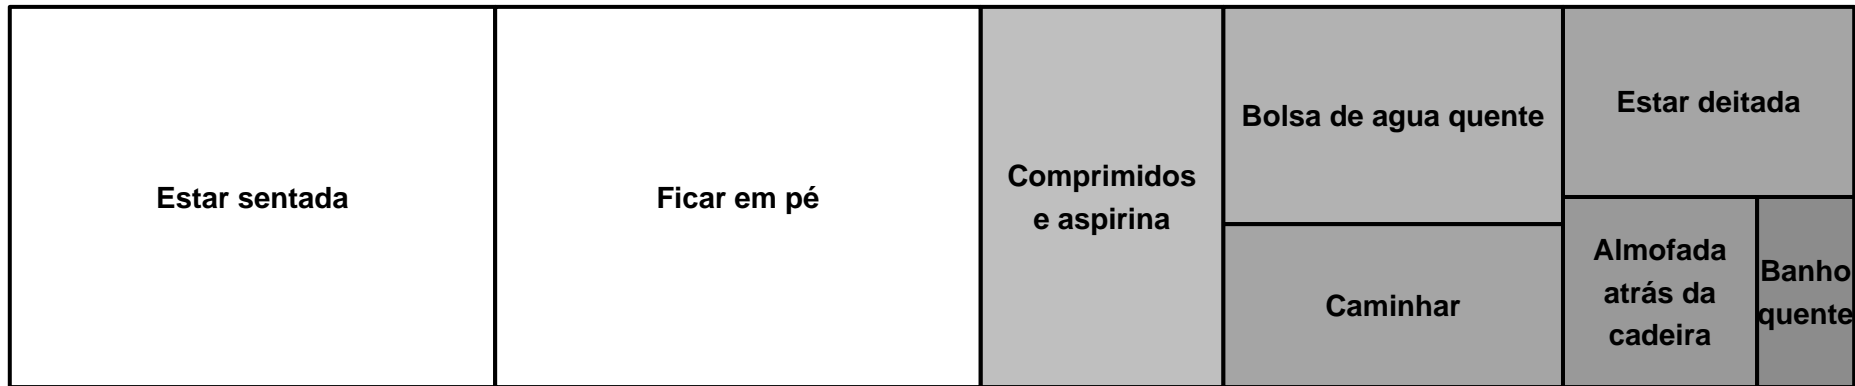 Estar sentada
Ficar em pé
Comprimidos
e aspirina
Bolsa de agua quente
Caminhar
Estar deitada
Almofada
atrás da
cadeira
Banho
quente